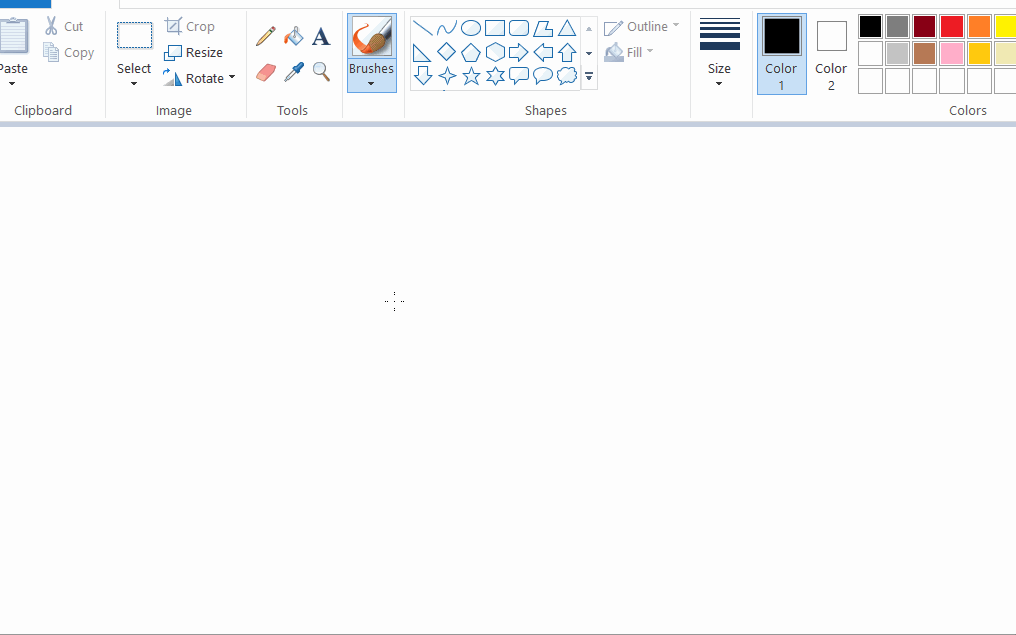 Cut
Copy
Paste
Clipboard
Select
Crop
Resize
Rotate
Image
A
Tools
Brushes
Shapes
Outline
Fill
Size
Color
1
Color
2
Colors